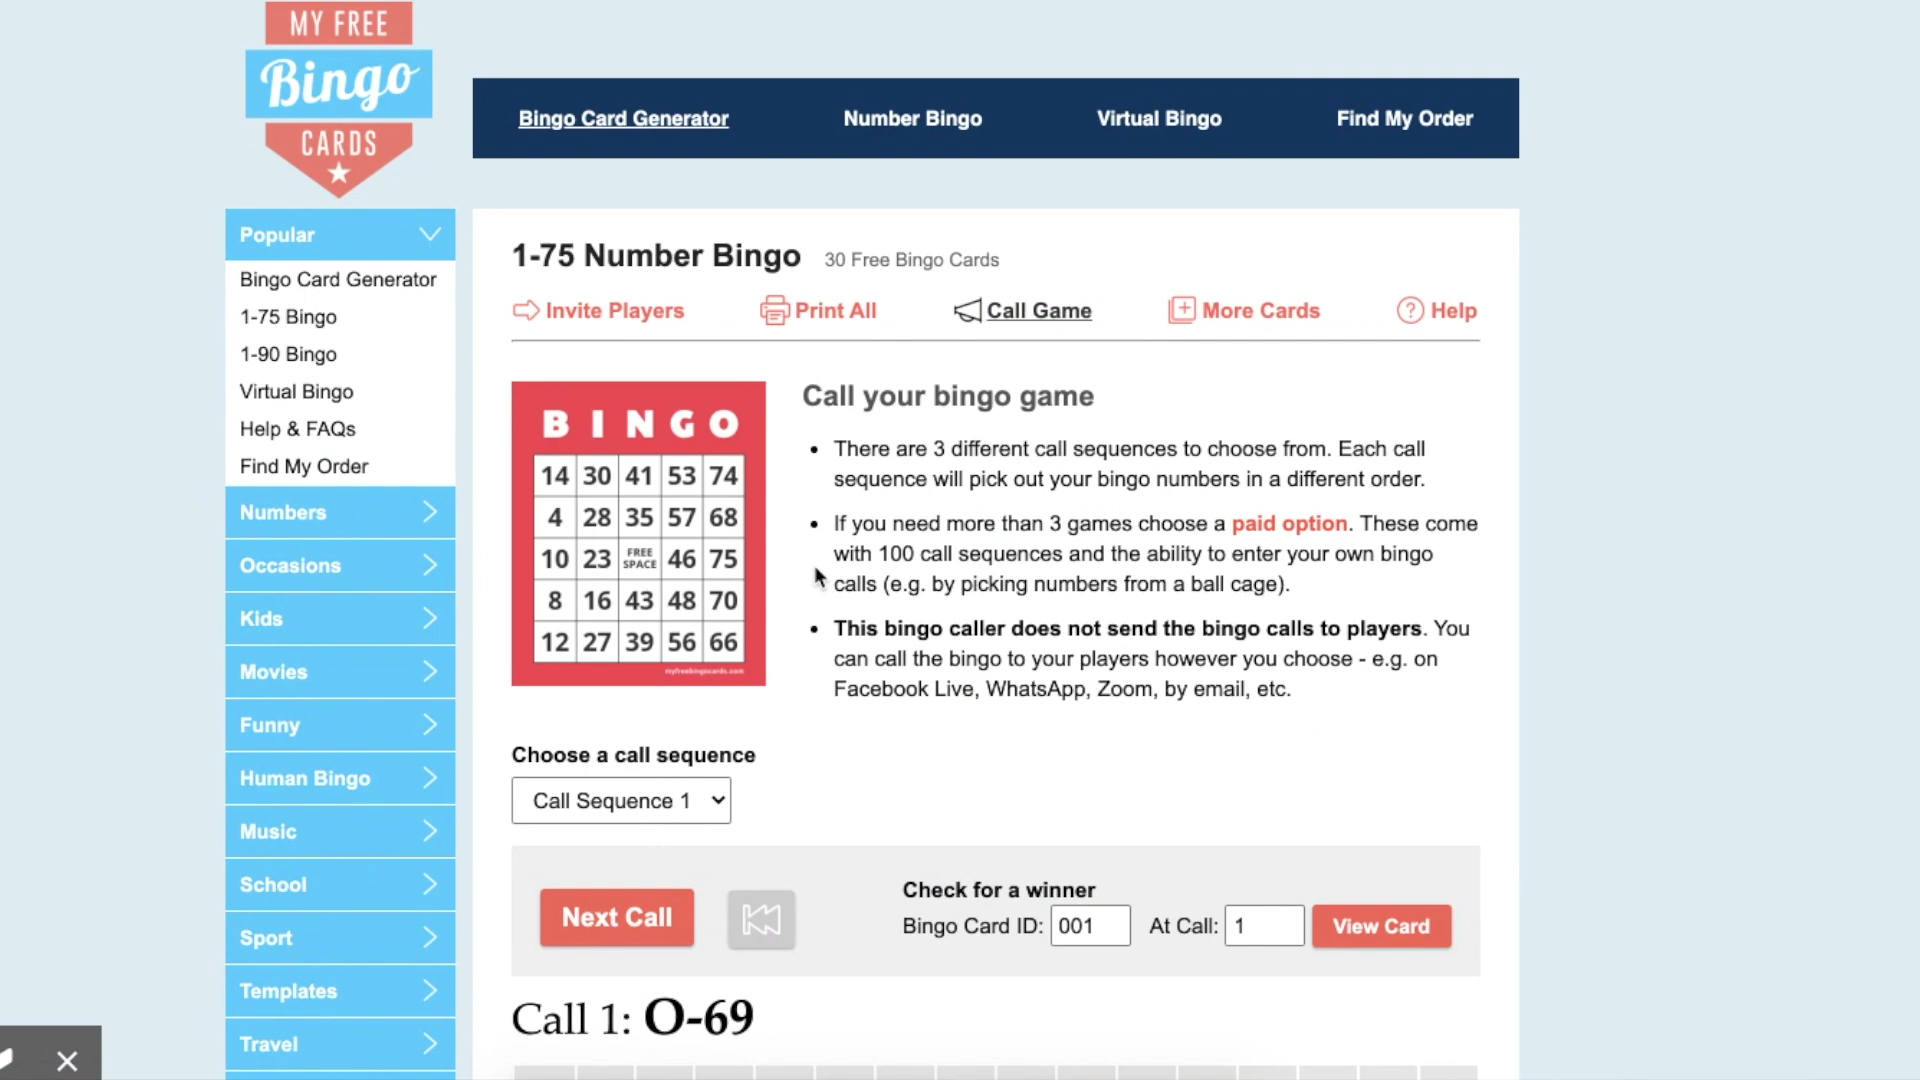 MY FREE
Bingo
CARDS
Bingo Card Generator
Number Bingo
Virtual Bingo
Find My Order
Popular
Bingo Card Generator
1-75 Bingo
1-90 Bingo
Virtual Bingo
Help & FAQs
Find My Order
Numbers
Occasions
Kids
Movies
Funny
Human Bingo
Music
School
Sport
Templates
Travel
1-75 Number Bingo 30 Free Bingo Cards
Invite Players
Print All
Call Game
More Cards
? Help
B I N G O
14 30 41 53 74
4 28 35 57 68
10 23 FREE SPACE 46 75
8 16 43 48 70
12 27 39 56 66
myfreebingocards.com
Call your bingo game
• There are 3 different call sequences to choose from. Each call
sequence will pick out your bingo numbers in a different order.
• If you need more than 3 games choose a paid option. These come
with 100 call sequences and the ability to enter your own bingo
calls (e.g. by picking numbers from a ball cage).
• This bingo caller does not send the bingo calls to players. You
can call the bingo to your players however you choose - e.g. on
Facebook Live, WhatsApp, Zoom, by email, etc.
Choose a call sequence
Call Sequence 1
Next Call
Check for a winner
Bingo Card ID: 001 At Call: 1 View Card
Call 1: O-69